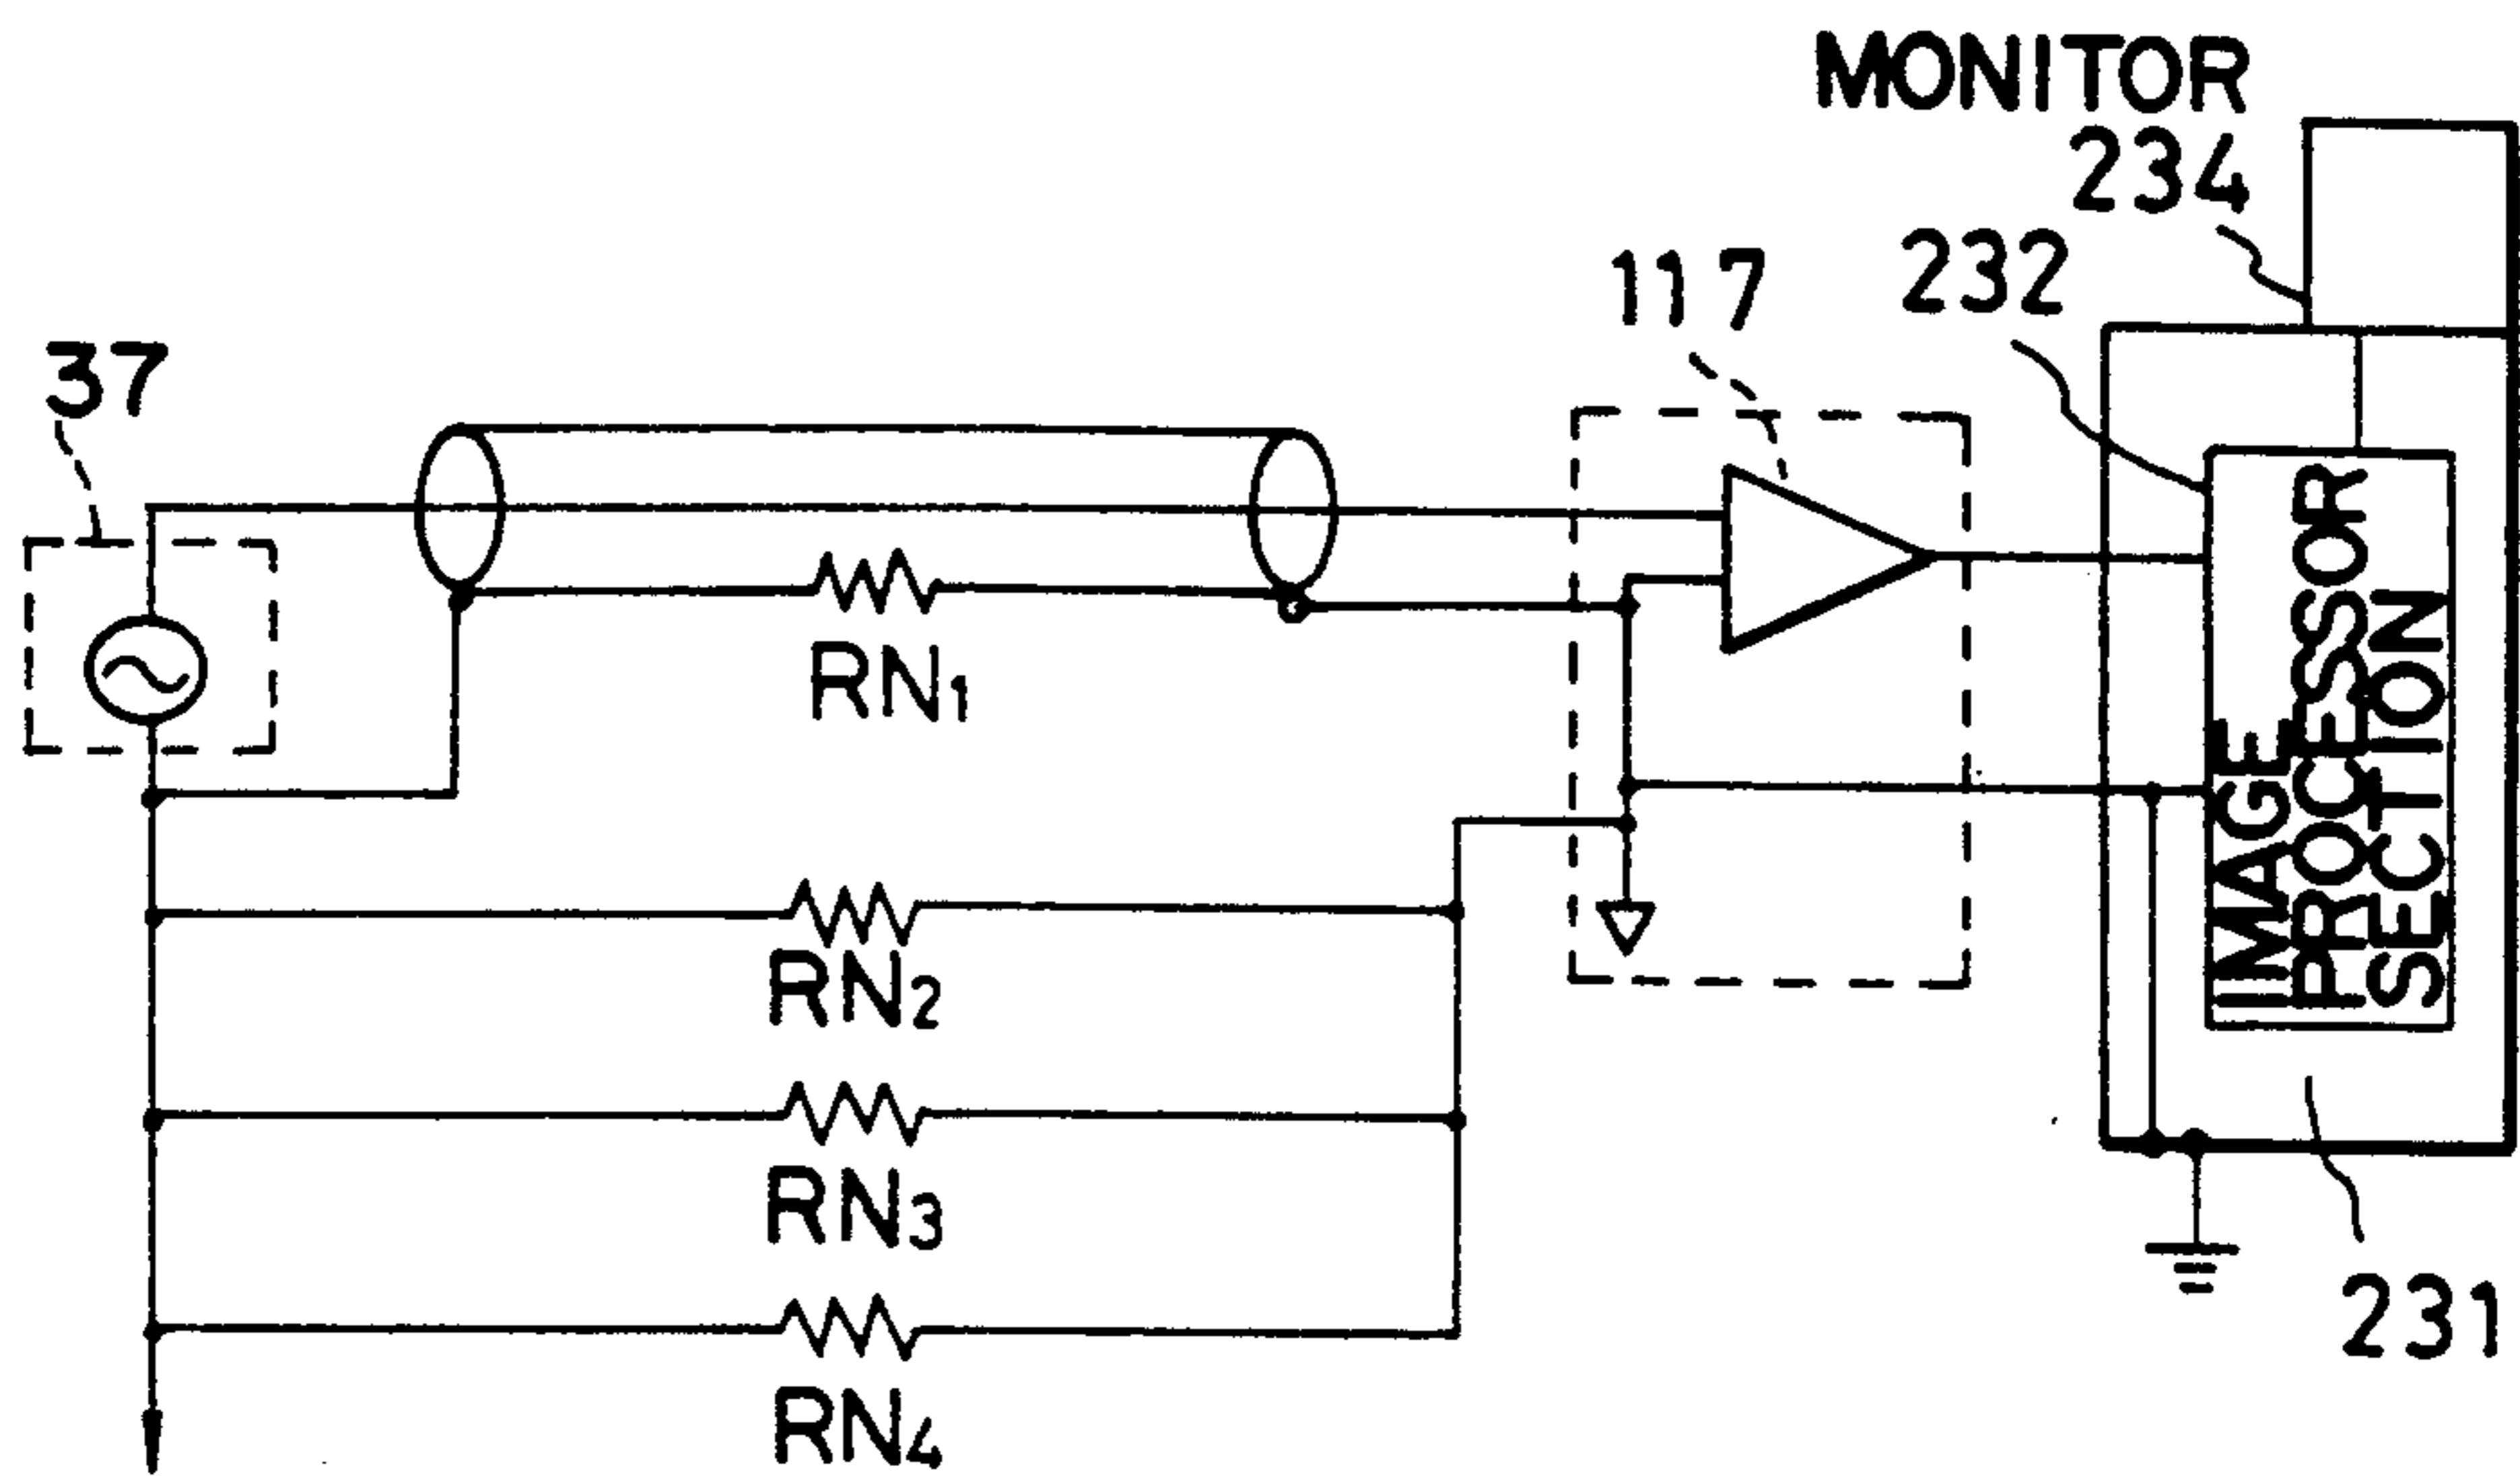 MONITOR
234
232
117
37
RN1
IMAGE
PROCESSOR
SECTION
RN2
RN3
RN4
231